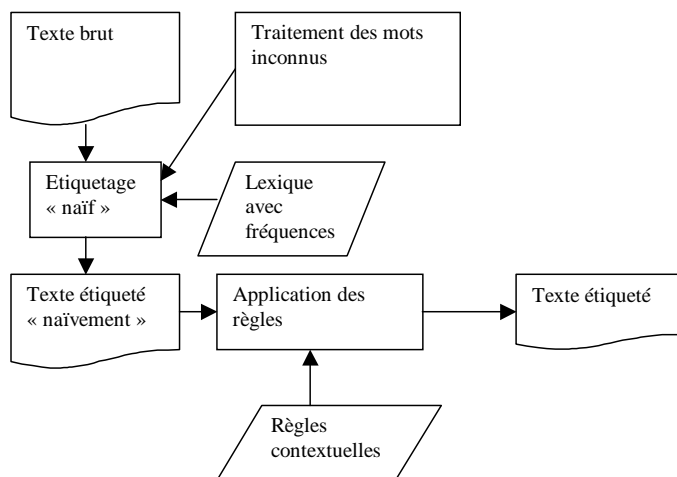 Texte brut
Traitement des mots
inconnus
Etiquetage
« naïf »
Lexique
avec
fréquences
Texte étiqueté
« naïvement »
Application des
règles
Texte étiqueté
Règles
contextuelles